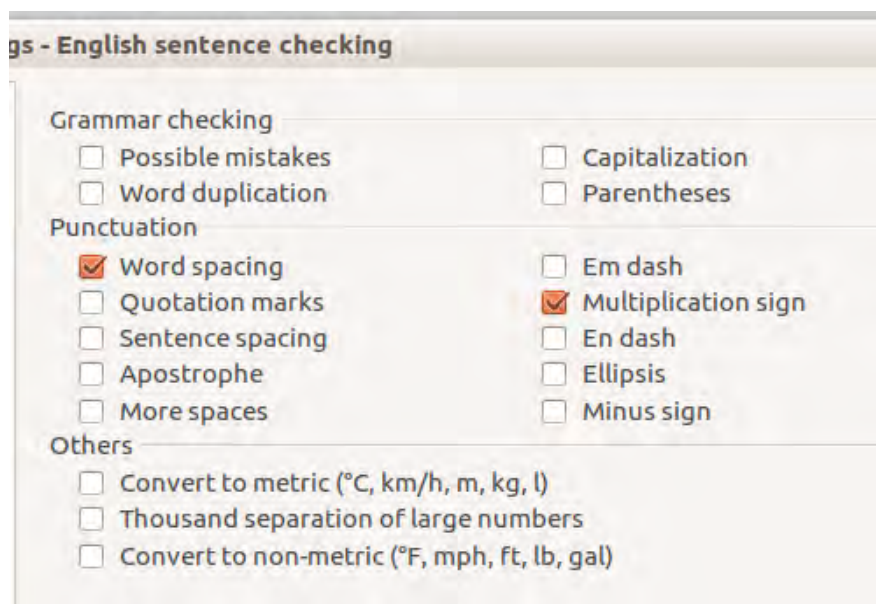 gs - English sentence checking
Grammar checking
Possible mistakes Capitalization
Word duplication Parentheses
Punctuation
Word spacing Em dash
Quotation marks Multiplication sign
Sentence spacing En dash
Apostrophe Ellipsis
More spaces Minus sign
Others
Convert to metric (°C, km/h, m, kg, l)
Thousand separation of large numbers
Convert to non-metric (°F, mph, ft, lb, gal)